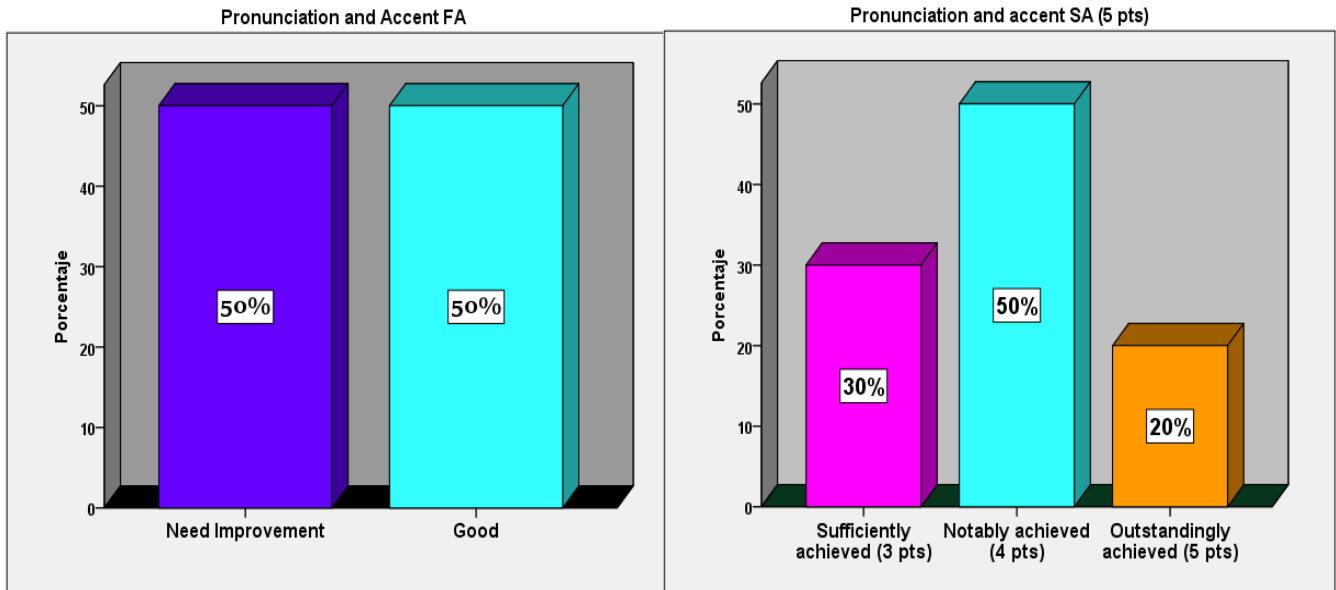 Pronunciation and Accent FA
Porcentaje
50
40
30
20
10
0
50%
50%
Need Improvement
Good
Pronunciation and accent SA (5 pts)
Porcentaje
50
40
30
20
10
0
30%
50%
20%
Sufficiently
achieved (3 pts)
Notably achieved
(4 pts)
Outstandingly
achieved (5 pts)